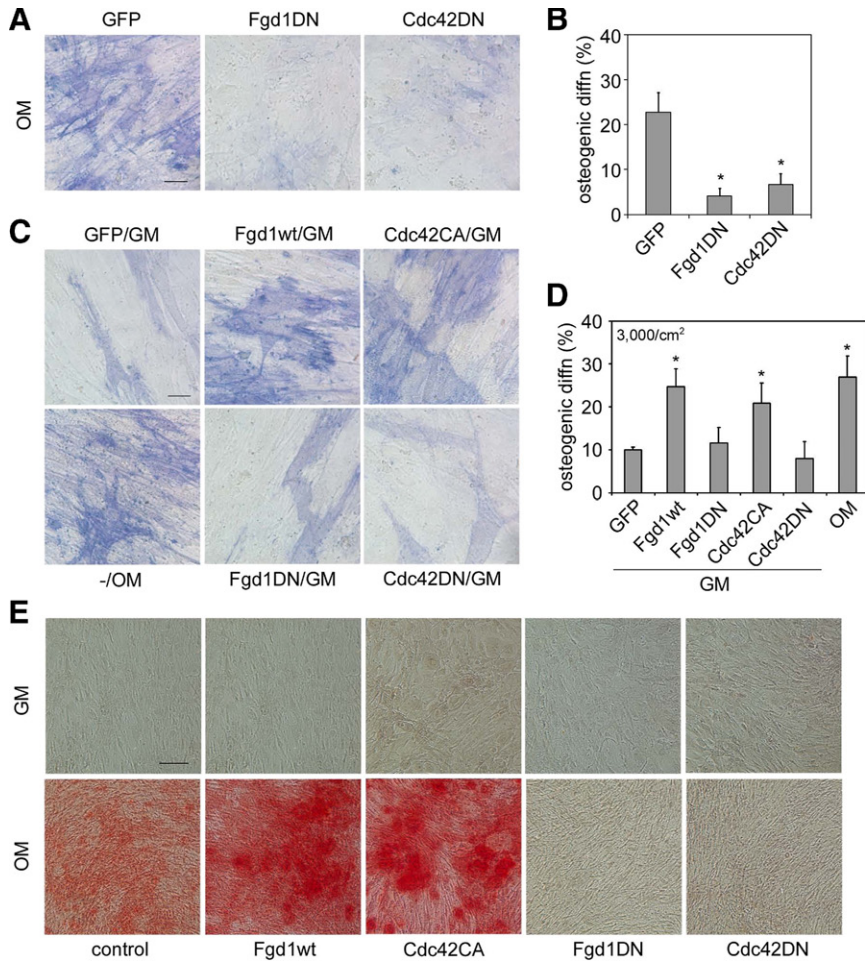 A
GFP Fgd1DN Cdc42DN
OM
B
osteogenic diffn (%)
40
30
20
10
0
* *
GFP Fgd1DN Cdc42DN
C
GFP/GM Fgd1wt/GM Cdc42CA/GM
-/OM Fgd1DN/GM Cdc42DN/GM
D
osteogenic diffn (%)
40
30
20
10
0
3,000/cm²
* * *
GFP Fgd1wt Fgd1DN Cdc42CA Cdc42DN OM
GM
E
GM
OM
control Fgd1wt Cdc42CA Fgd1DN Cdc42DN